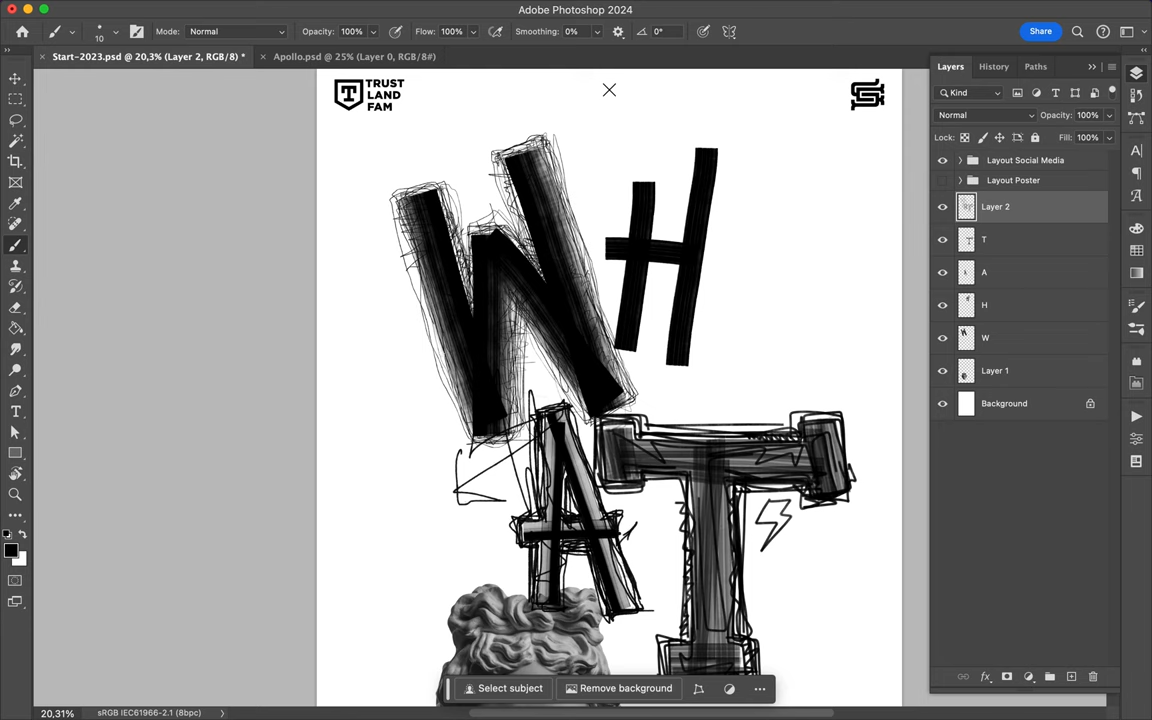 Adobe Photoshop 2024
10
Mode: Normal
Opacity: 100%
Flow: 100%
Smoothing: 0%
0°
Share
Start-2023.psd @ 20,3% (Layer 2, RGB/8) *
Apollo.psd @ 25% (Layer 0, RGB/8#)
TRUST
LAND
FAM
W H
A T
Select subject
Remove background
Layers
History
Paths
Kind
Normal
Opacity: 100%
Lock:
Fill: 100%
Layout Social Media
Layout Poster
Layer 2
T
A
H
W
Layer 1
Background
20,31%
sRGB IEC61966-2.1 (8bpc)